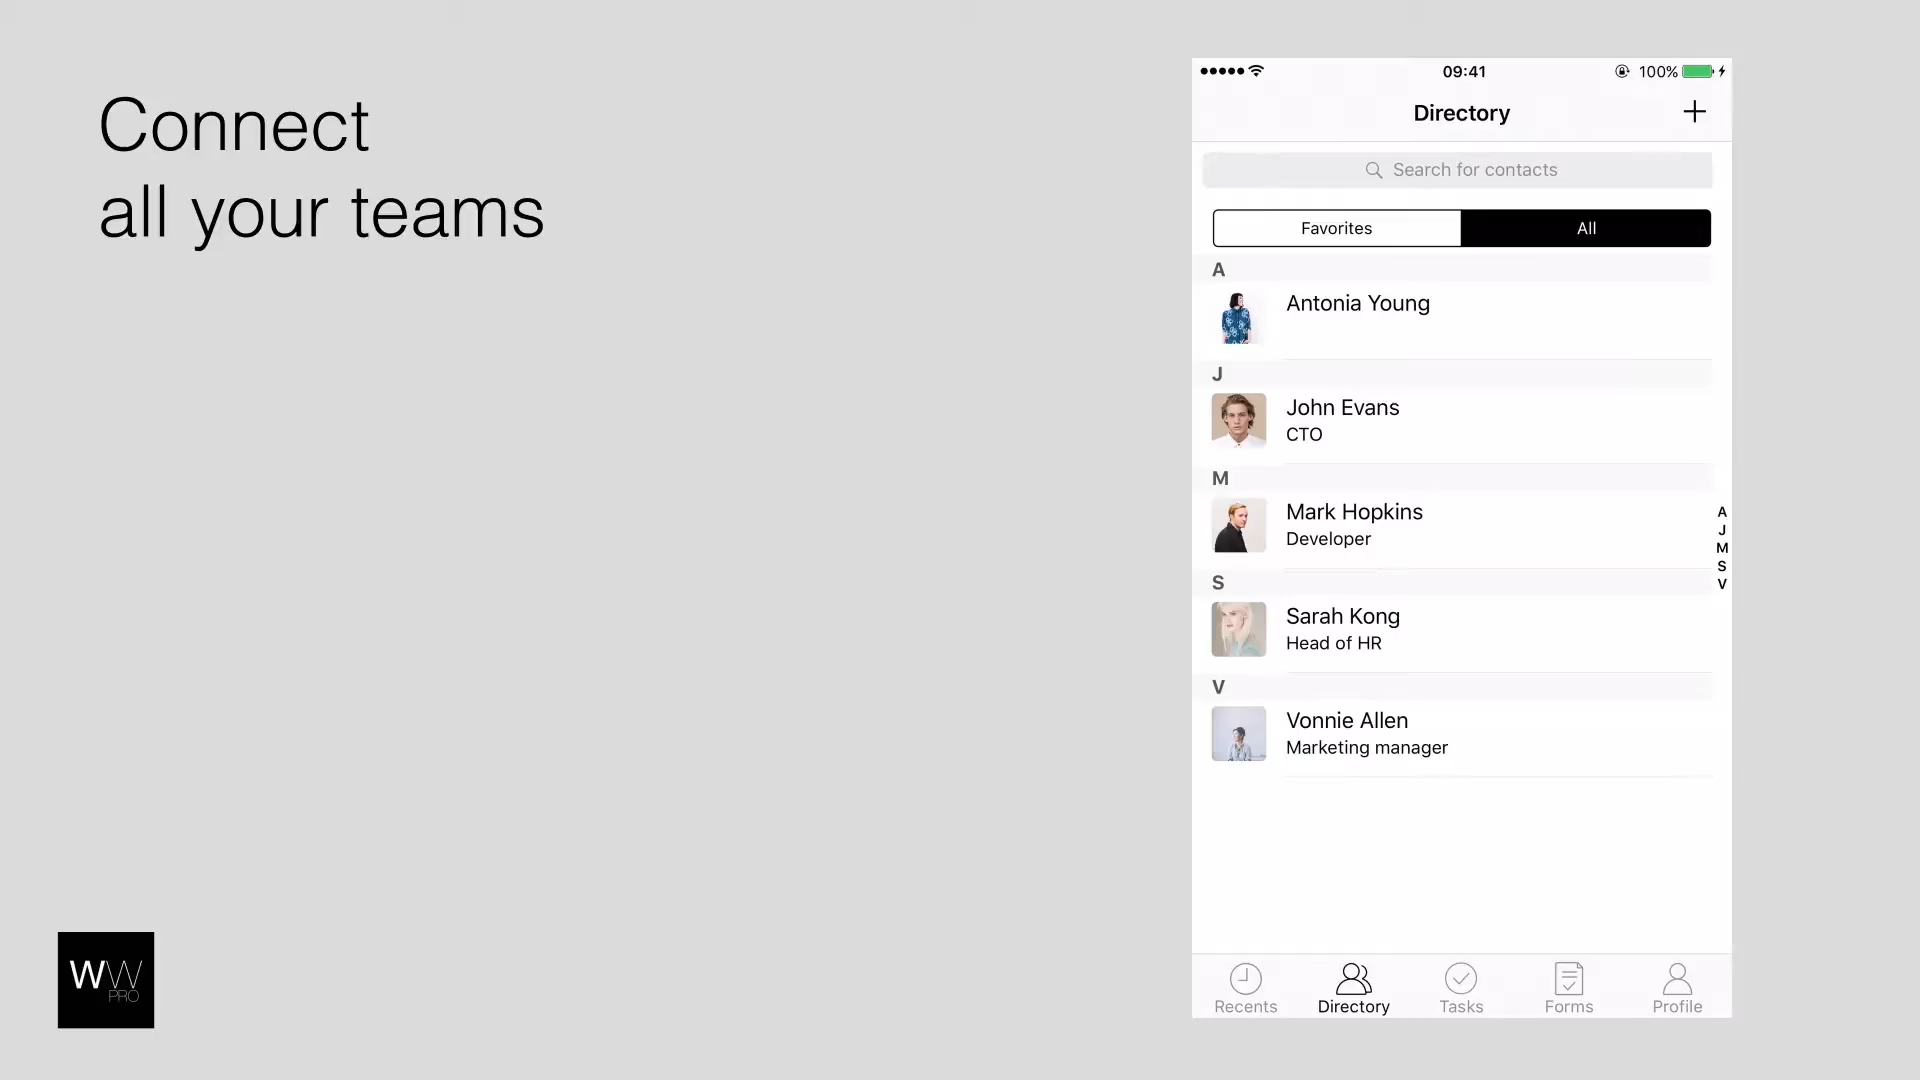 Connect
all your teams
09:41
100%
Directory
Search for contacts
Favorites
All
A
Antonia Young
J
John Evans
CTO
M
Mark Hopkins
Developer
S
Sarah Kong
Head of HR
V
Vonnie Allen
Marketing manager
A
J
M
S
V
Recents
Directory
Tasks
Forms
Profile
WW
PRO